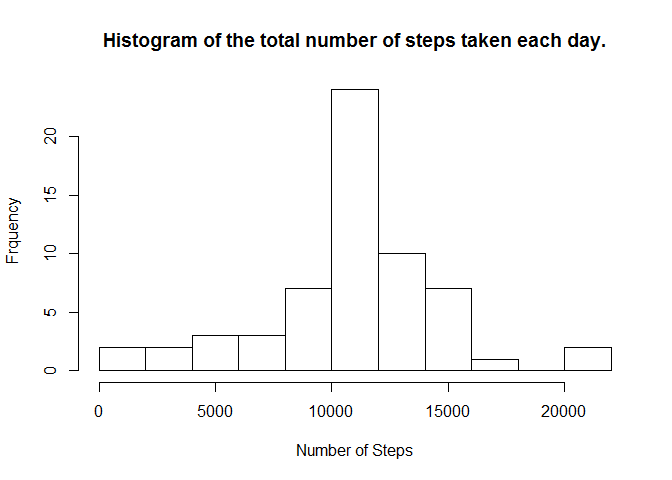 Histogram of the total number of steps taken each day.
Frquency
20
15
10
5
0
0 5000 10000 15000 20000
Number of Steps